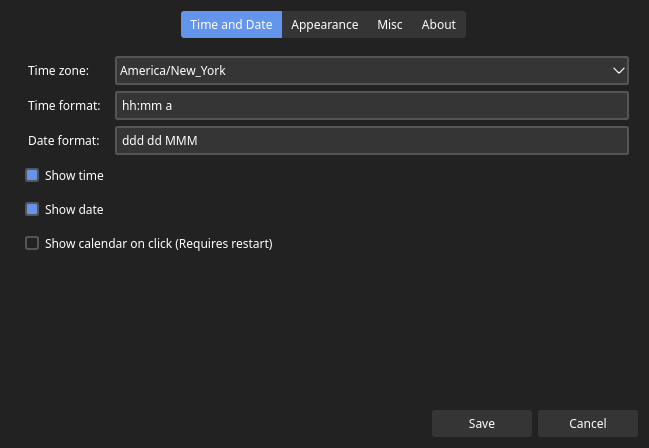 Time and Date Appearance Misc About
Time zone: America/New_York
Time format: hh:mm a
Date format: ddd dd MMM
Show time
Show date
Show calendar on click (Requires restart)
Save Cancel